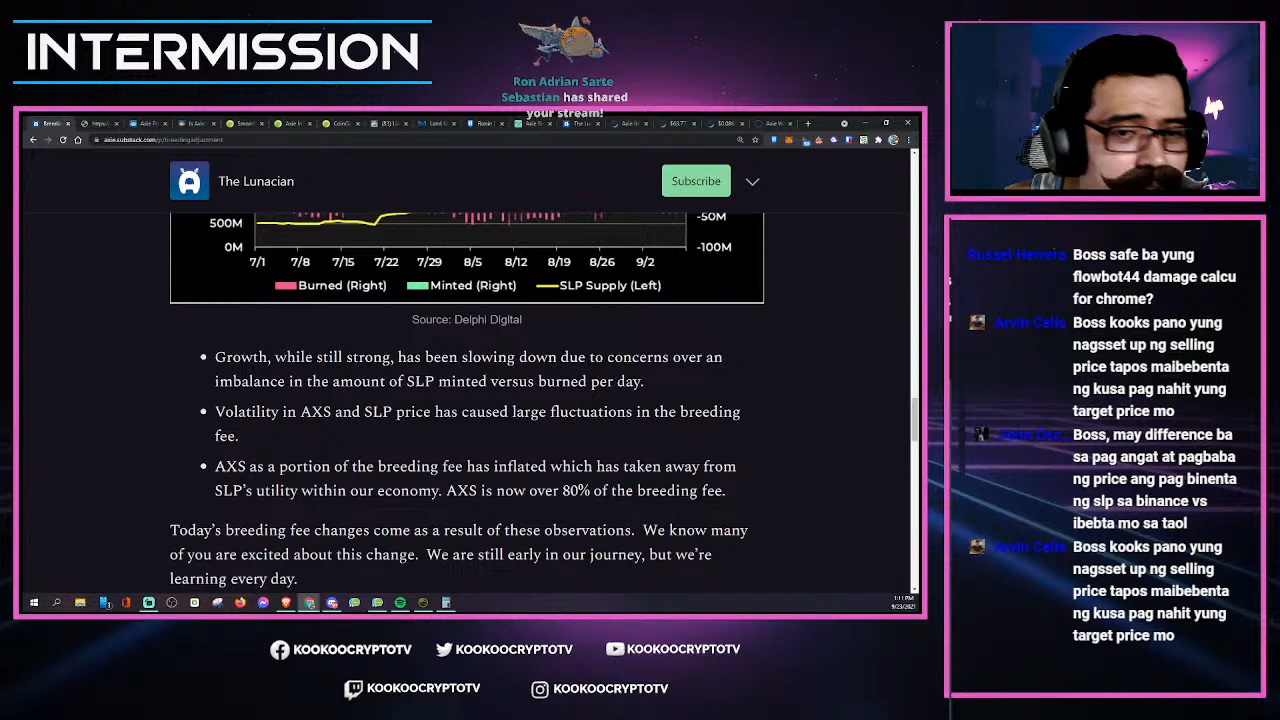 INTERMISSION
Ron Adrian Sarte
Sebastian has shared
your stream!
axie.substack.com/p/breedingadjustment
The Lunacian
Subscribe
500M
-50M
0M
-100M
7/1 7/8 7/15 7/22 7/29 8/5 8/12 8/19 8/26 9/2
Burned (Right) Minted (Right) SLP Supply (Left)
Source: Delphi Digital
Growth, while still strong, has been slowing down due to concerns over an
imbalance in the amount of SLP minted versus burned per day.
Volatility in AXS and SLP price has caused large fluctuations in the breeding
fee.
AXS as a portion of the breeding fee has inflated which has taken away from
SLP's utility within our economy. AXS is now over 80% of the breeding fee.
Today's breeding fee changes come as a result of these observations. We know many
of you are excited about this change. We are still early in our journey, but we're
learning every day.
1:11 PM
9/23/2021
Russel Herrera Boss safe ba yung
flowbot44 damage calcu
for chrome?
Arvin Celis Boss kooks pano yung
nagsset up ng selling
price tapos maibebenta
ng kusa pag nahit yung
target price mo
Boss, may difference ba
sa pag angat at pagbaba
ng price ang pag binenta
ng slp sa binance vs
ibebta mo sa taol
Arvin Celis Boss kooks pano yung
nagsset up ng selling
price tapos maibebenta
ng kusa pag nahit yung
target price mo
KOOKOOCRYPTOTV KOOKOOCRYPTOTV KOOKOOCRYPTOTV
KOOKOOCRYPTOTV KOOKOOCRYPTOTV